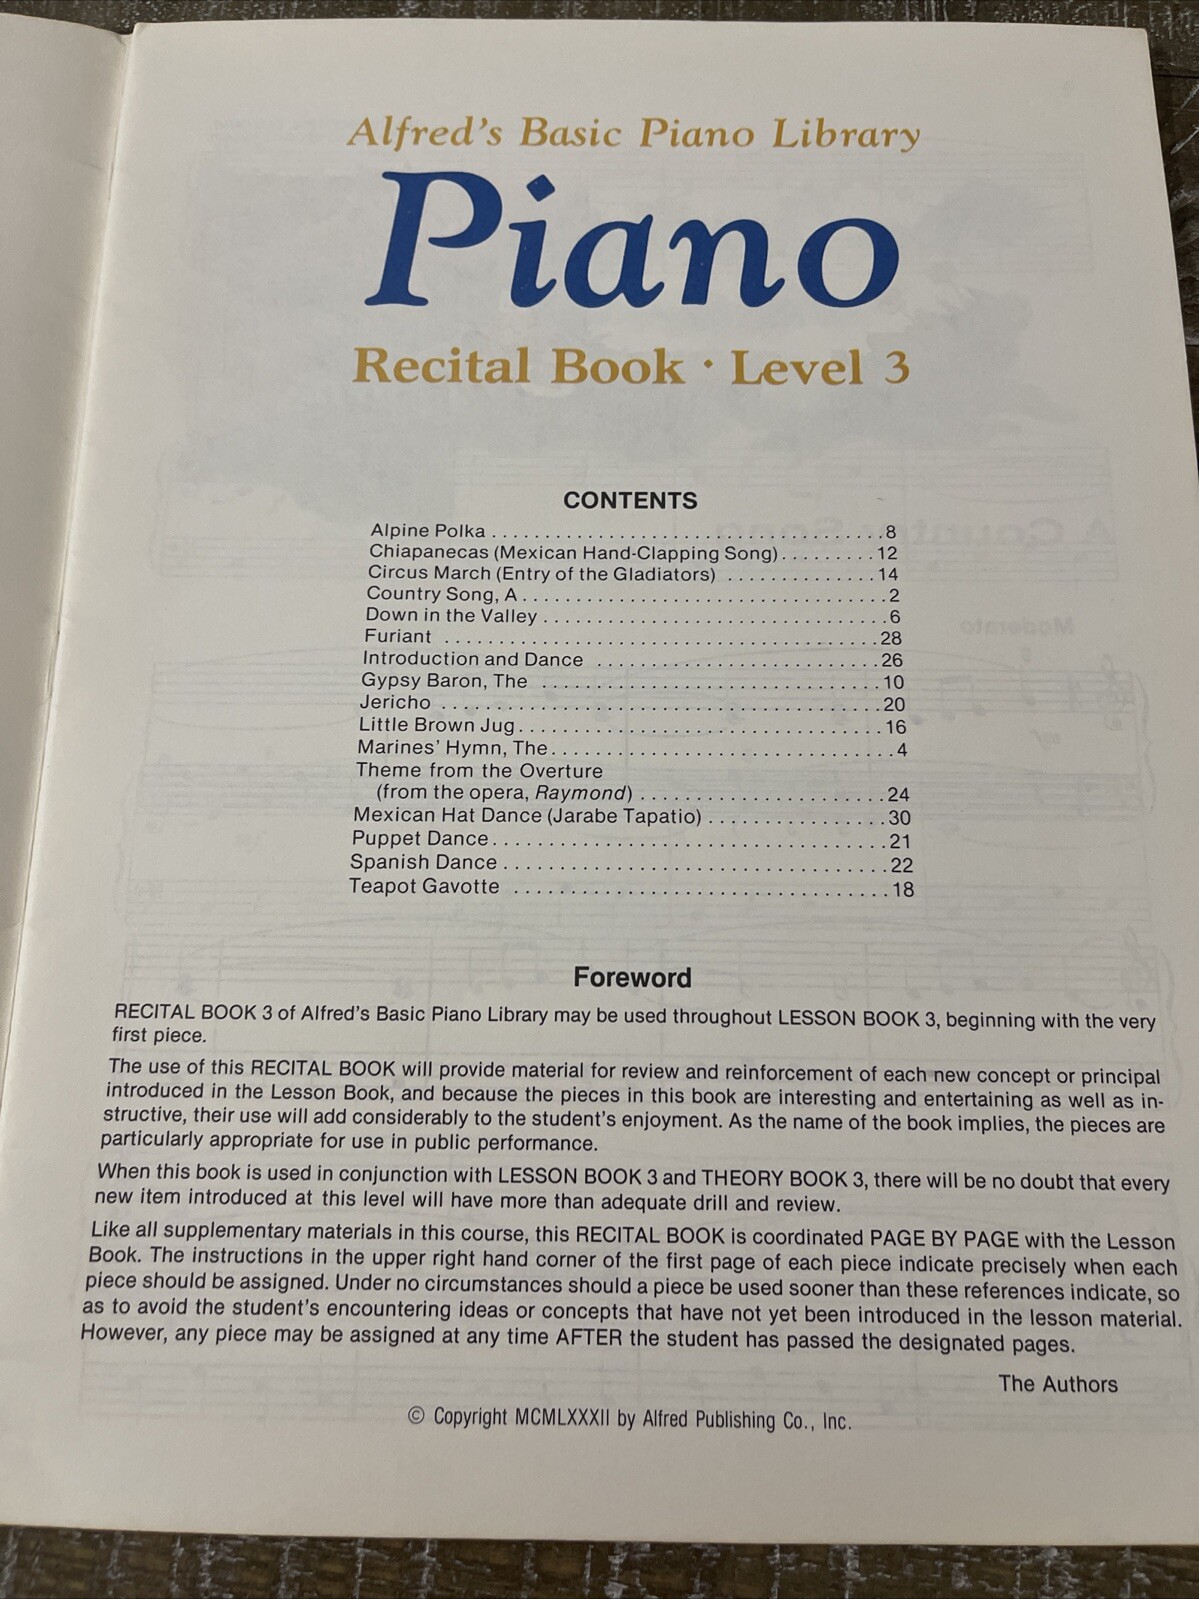 Alfred's Basic Piano Library
Piano
Recital Book · Level 3
CONTENTS
Alpine Polka . . . . . . . . . . . . . . . . . . . . . . . . . . . . . . . . . . . . 8
Chiapanecas (Mexican Hand-Clapping Song) . . . . . . . . . 12
Circus March (Entry of the Gladiators) . . . . . . . . . . . . . . 14
Country Song, A . . . . . . . . . . . . . . . . . . . . . . . . . . . . . . . . . 2
Down in the Valley . . . . . . . . . . . . . . . . . . . . . . . . . . . . . . . 6
Furiant . . . . . . . . . . . . . . . . . . . . . . . . . . . . . . . . . . . . . . . 28
Introduction and Dance . . . . . . . . . . . . . . . . . . . . . . . . . . 26
Gypsy Baron, The . . . . . . . . . . . . . . . . . . . . . . . . . . . . . . . 10
Jericho . . . . . . . . . . . . . . . . . . . . . . . . . . . . . . . . . . . . . . . 20
Little Brown Jug . . . . . . . . . . . . . . . . . . . . . . . . . . . . . . . . 16
Marines' Hymn, The . . . . . . . . . . . . . . . . . . . . . . . . . . . . . . 4
Theme from the Overture
(from the opera, Raymond) . . . . . . . . . . . . . . . . . . . . . . 24
Mexican Hat Dance (Jarabe Tapatio) . . . . . . . . . . . . . . . . 30
Puppet Dance . . . . . . . . . . . . . . . . . . . . . . . . . . . . . . . . . . 21
Spanish Dance . . . . . . . . . . . . . . . . . . . . . . . . . . . . . . . . . 22
Teapot Gavotte . . . . . . . . . . . . . . . . . . . . . . . . . . . . . . . . . 18
Foreword
RECITAL BOOK 3 of Alfred's Basic Piano Library may be used throughout LESSON BOOK 3, beginning with the very
first piece.
The use of this RECITAL BOOK will provide material for review and reinforcement of each new concept or principal
introduced in the Lesson Book, and because the pieces in this book are interesting and entertaining as well as in-
structive, their use will add considerably to the student's enjoyment. As the name of the book implies, the pieces are
particularly appropriate for use in public performance.
When this book is used in conjunction with LESSON BOOK 3 and THEORY BOOK 3, there will be no doubt that every
new item introduced at this level will have more than adequate drill and review.
Like all supplementary materials in this course, this RECITAL BOOK is coordinated PAGE BY PAGE with the Lesson
Book. The instructions in the upper right hand corner of the first page of each piece indicate precisely when each
piece should be assigned. Under no circumstances should a piece be used sooner than these references indicate, so
as to avoid the student's encountering ideas or concepts that have not yet been introduced in the lesson material.
However, any piece may be assigned at any time AFTER the student has passed the designated pages.
The Authors
© Copyright MCMLXXXII by Alfred Publishing Co., Inc.
A Country Song
Moderato
mf